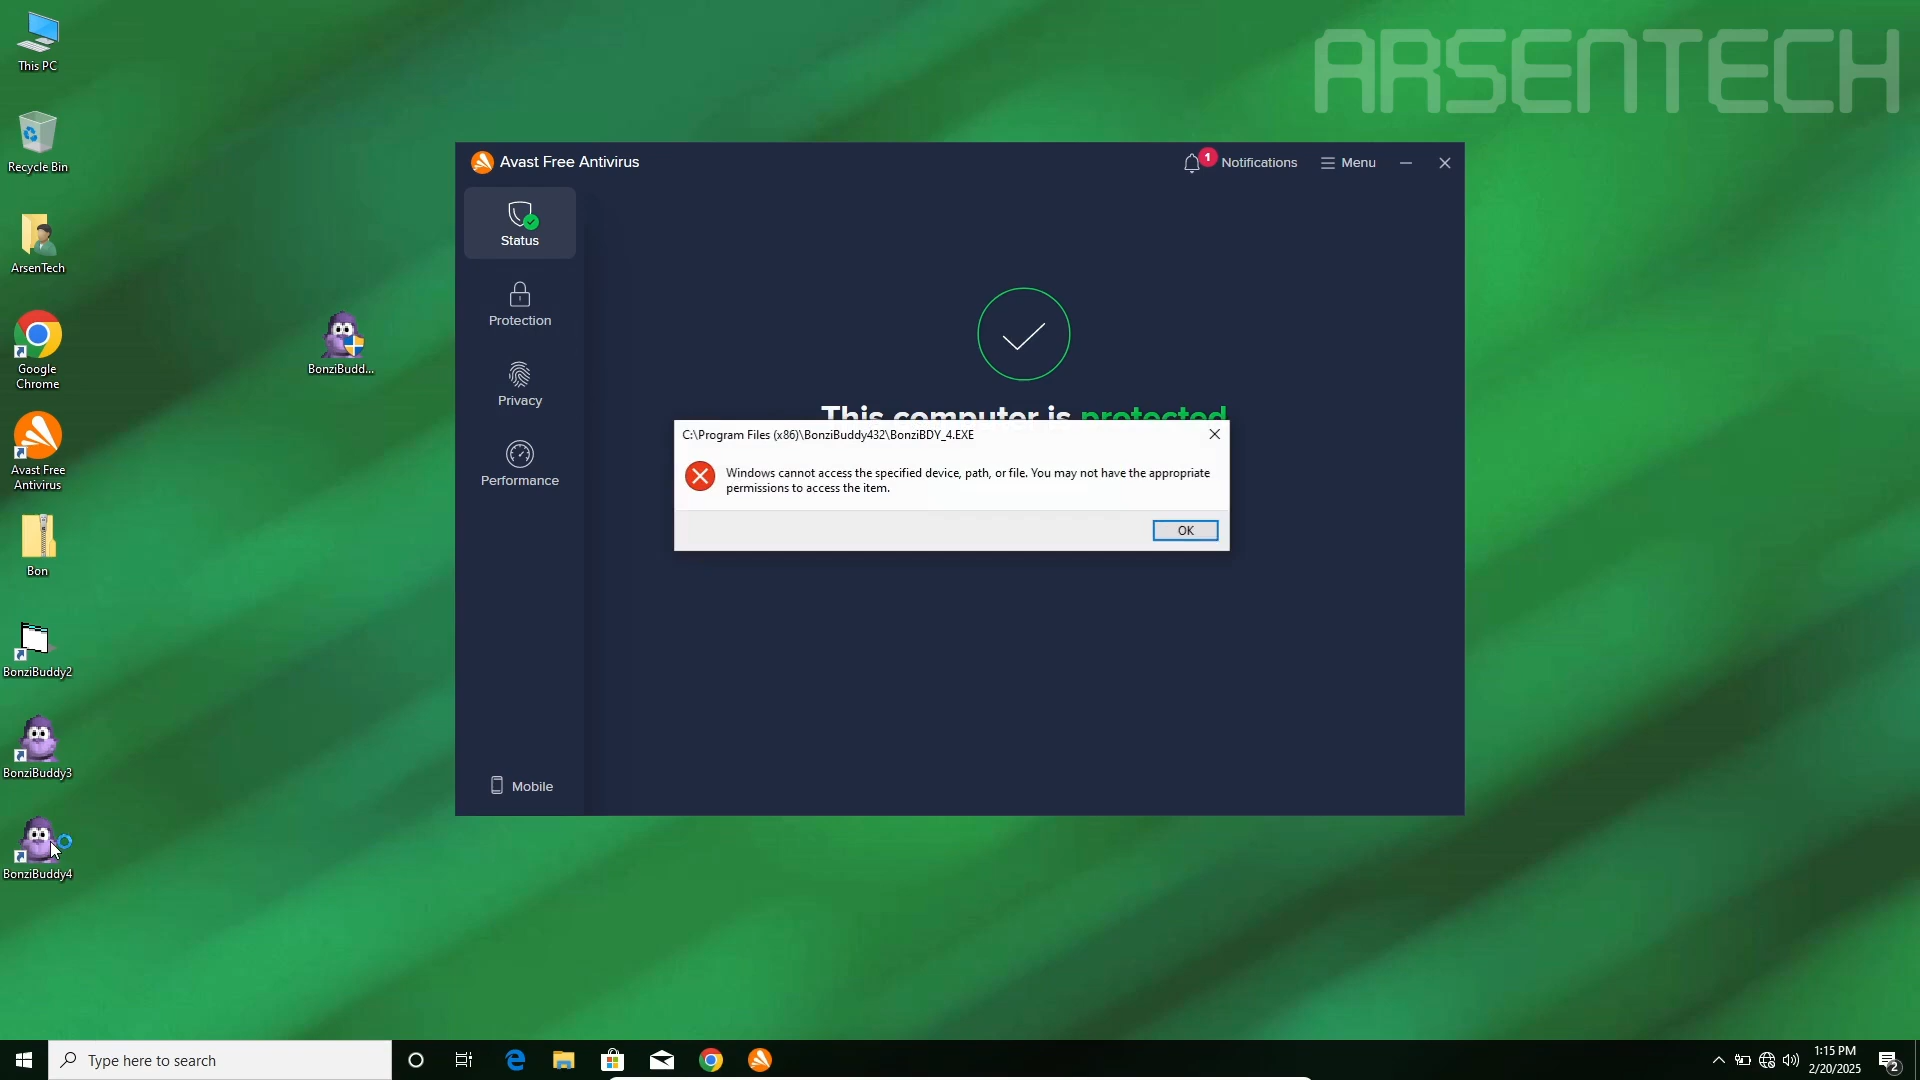 ARSENTECH
This PC
Recycle Bin
ArsenTech
Google
Chrome
Avast Free
Antivirus
Bon
BonziBuddy2
BonziBuddy3
BonziBuddy4
BonziBudd...
Avast Free Antivirus
1
Notifications
Menu
Status
Protection
Privacy
Performance
Mobile
This computer is protected
C:\Program Files (x86)\BonziBuddy432\BonziBDY_4.EXE
Windows cannot access the specified device, path, or file. You may not have the appropriate
permissions to access the item.
OK
Type here to search
1:15 PM
2/20/2025
2